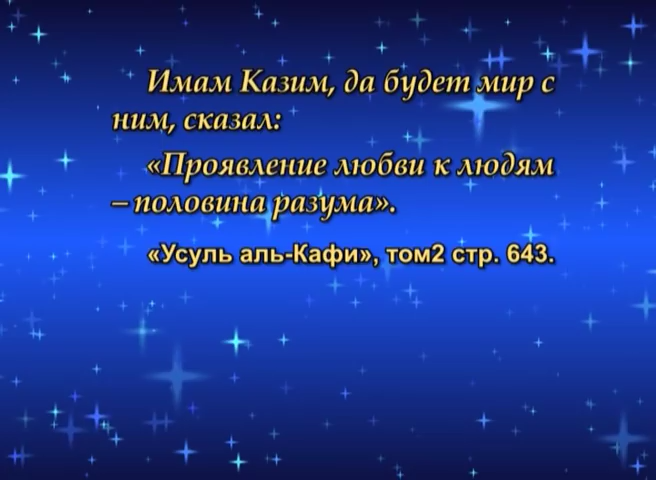 Имам Казим, да будет мир с
ним, сказал:
«Проявление любви к людям
– половина разума».
«Усуль аль-Кафи», том2 стр. 643.